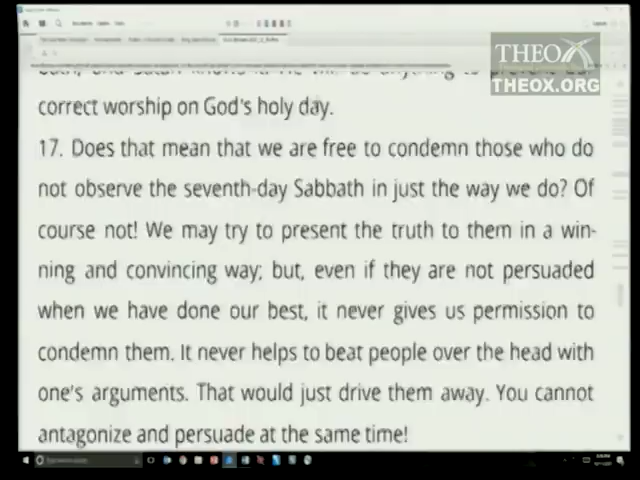 THEOX
THEOX.ORG
correct worship on God's holy day.
17. Does that mean that we are free to condemn those who do
not observe the seventh-day Sabbath in just the way we do? Of
course not! We may try to present the truth to them in a win-
ning and convincing way; but, even if they are not persuaded
when we have done our best, it never gives us permission to
condemn them. It never helps to beat people over the head with
one's arguments. That would just drive them away. You cannot
antagonize and persuade at the same time!